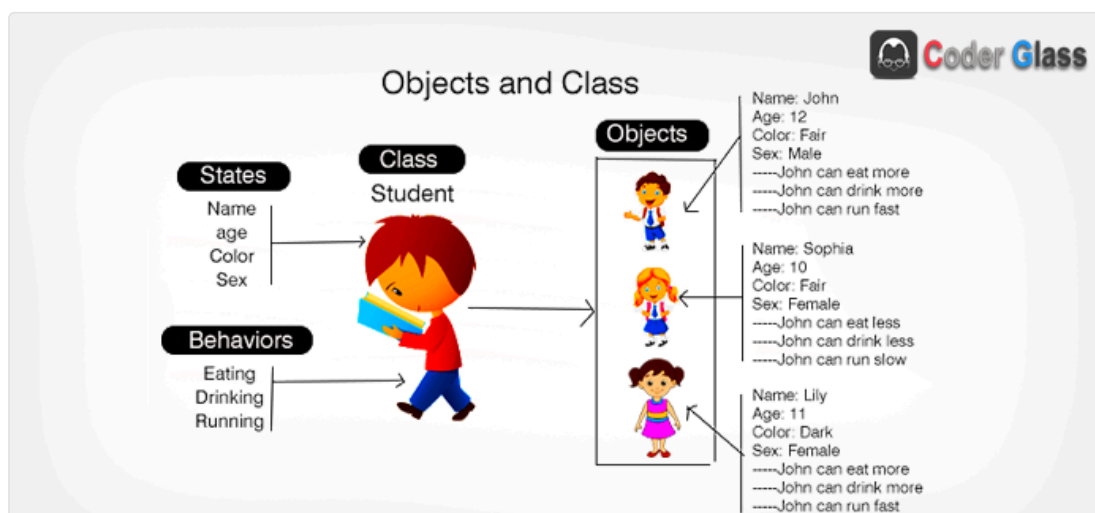 Coder Glass
Objects and Class
States
Name
age
Color
Sex
Behaviors
Eating
Drinking
Running
Class
Student
Objects
Name: John
Age: 12
Color: Fair
Sex: Male
-----John can eat more
-----John can drink more
-----John can run fast
Name: Sophia
Age: 10
Color: Fair
Sex: Female
-----John can eat less
-----John can drink less
-----John can run slow
Name: Lily
Age: 11
Color: Dark
Sex: Female
-----John can eat more
-----John can drink more
-----John can run fast